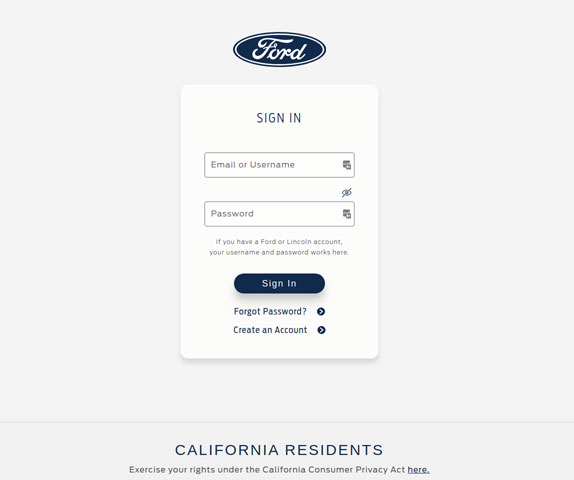 Ford
SIGN IN
Email or Username
Password
If you have a Ford or Lincoln account,
your username and password works here.
Sign In
Forgot Password?
Create an Account
CALIFORNIA RESIDENTS
Exercise your rights under the California Consumer Privacy Act here.